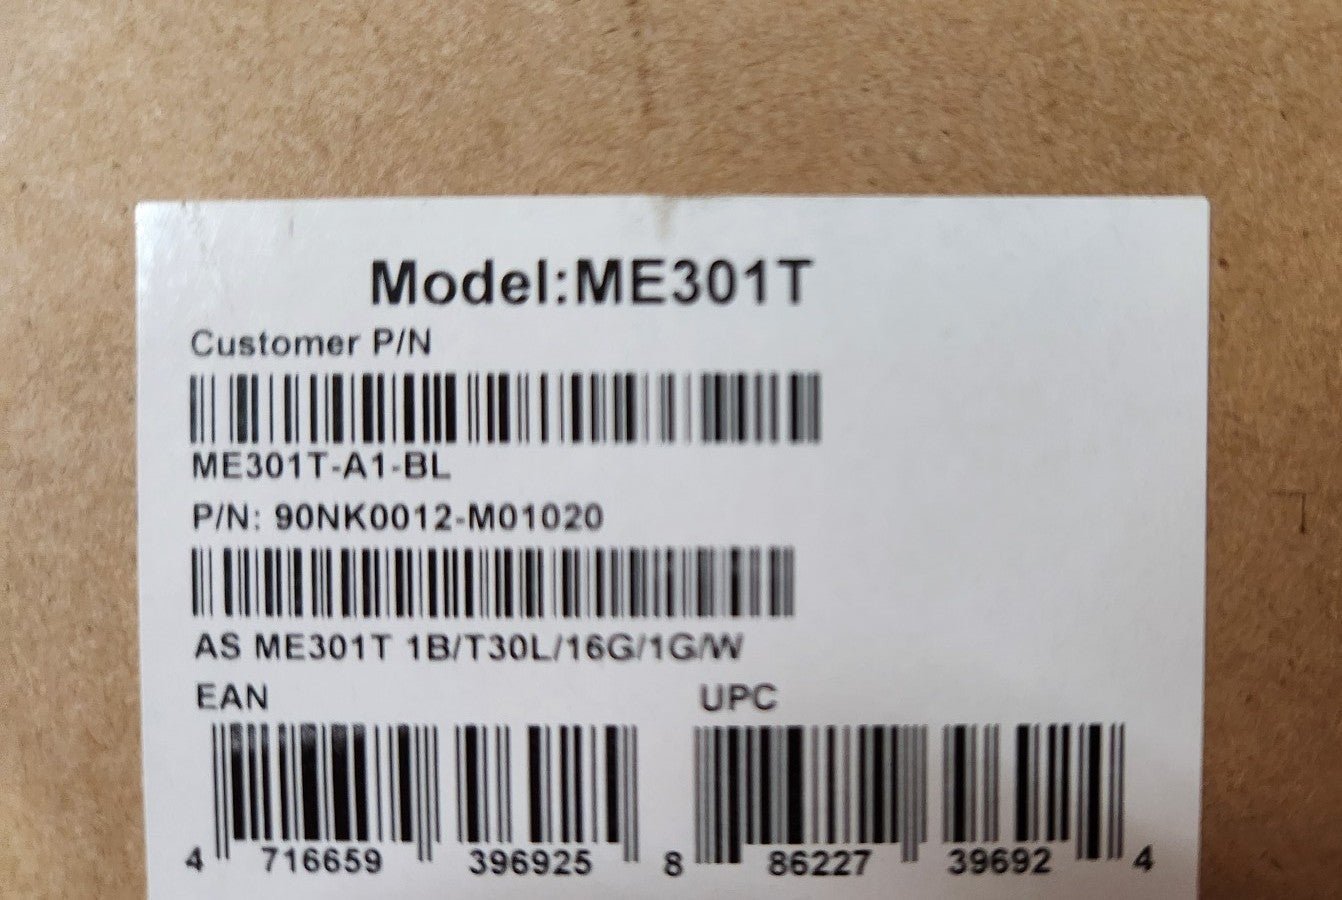 Model:ME301T
Customer P/N
ME301T-A1-BL
P/N: 90NK0012-M01020
AS ME301T 1B/T30L/16G/1G/W
EAN UPC
4 716659 396925 8 86227 39692 4